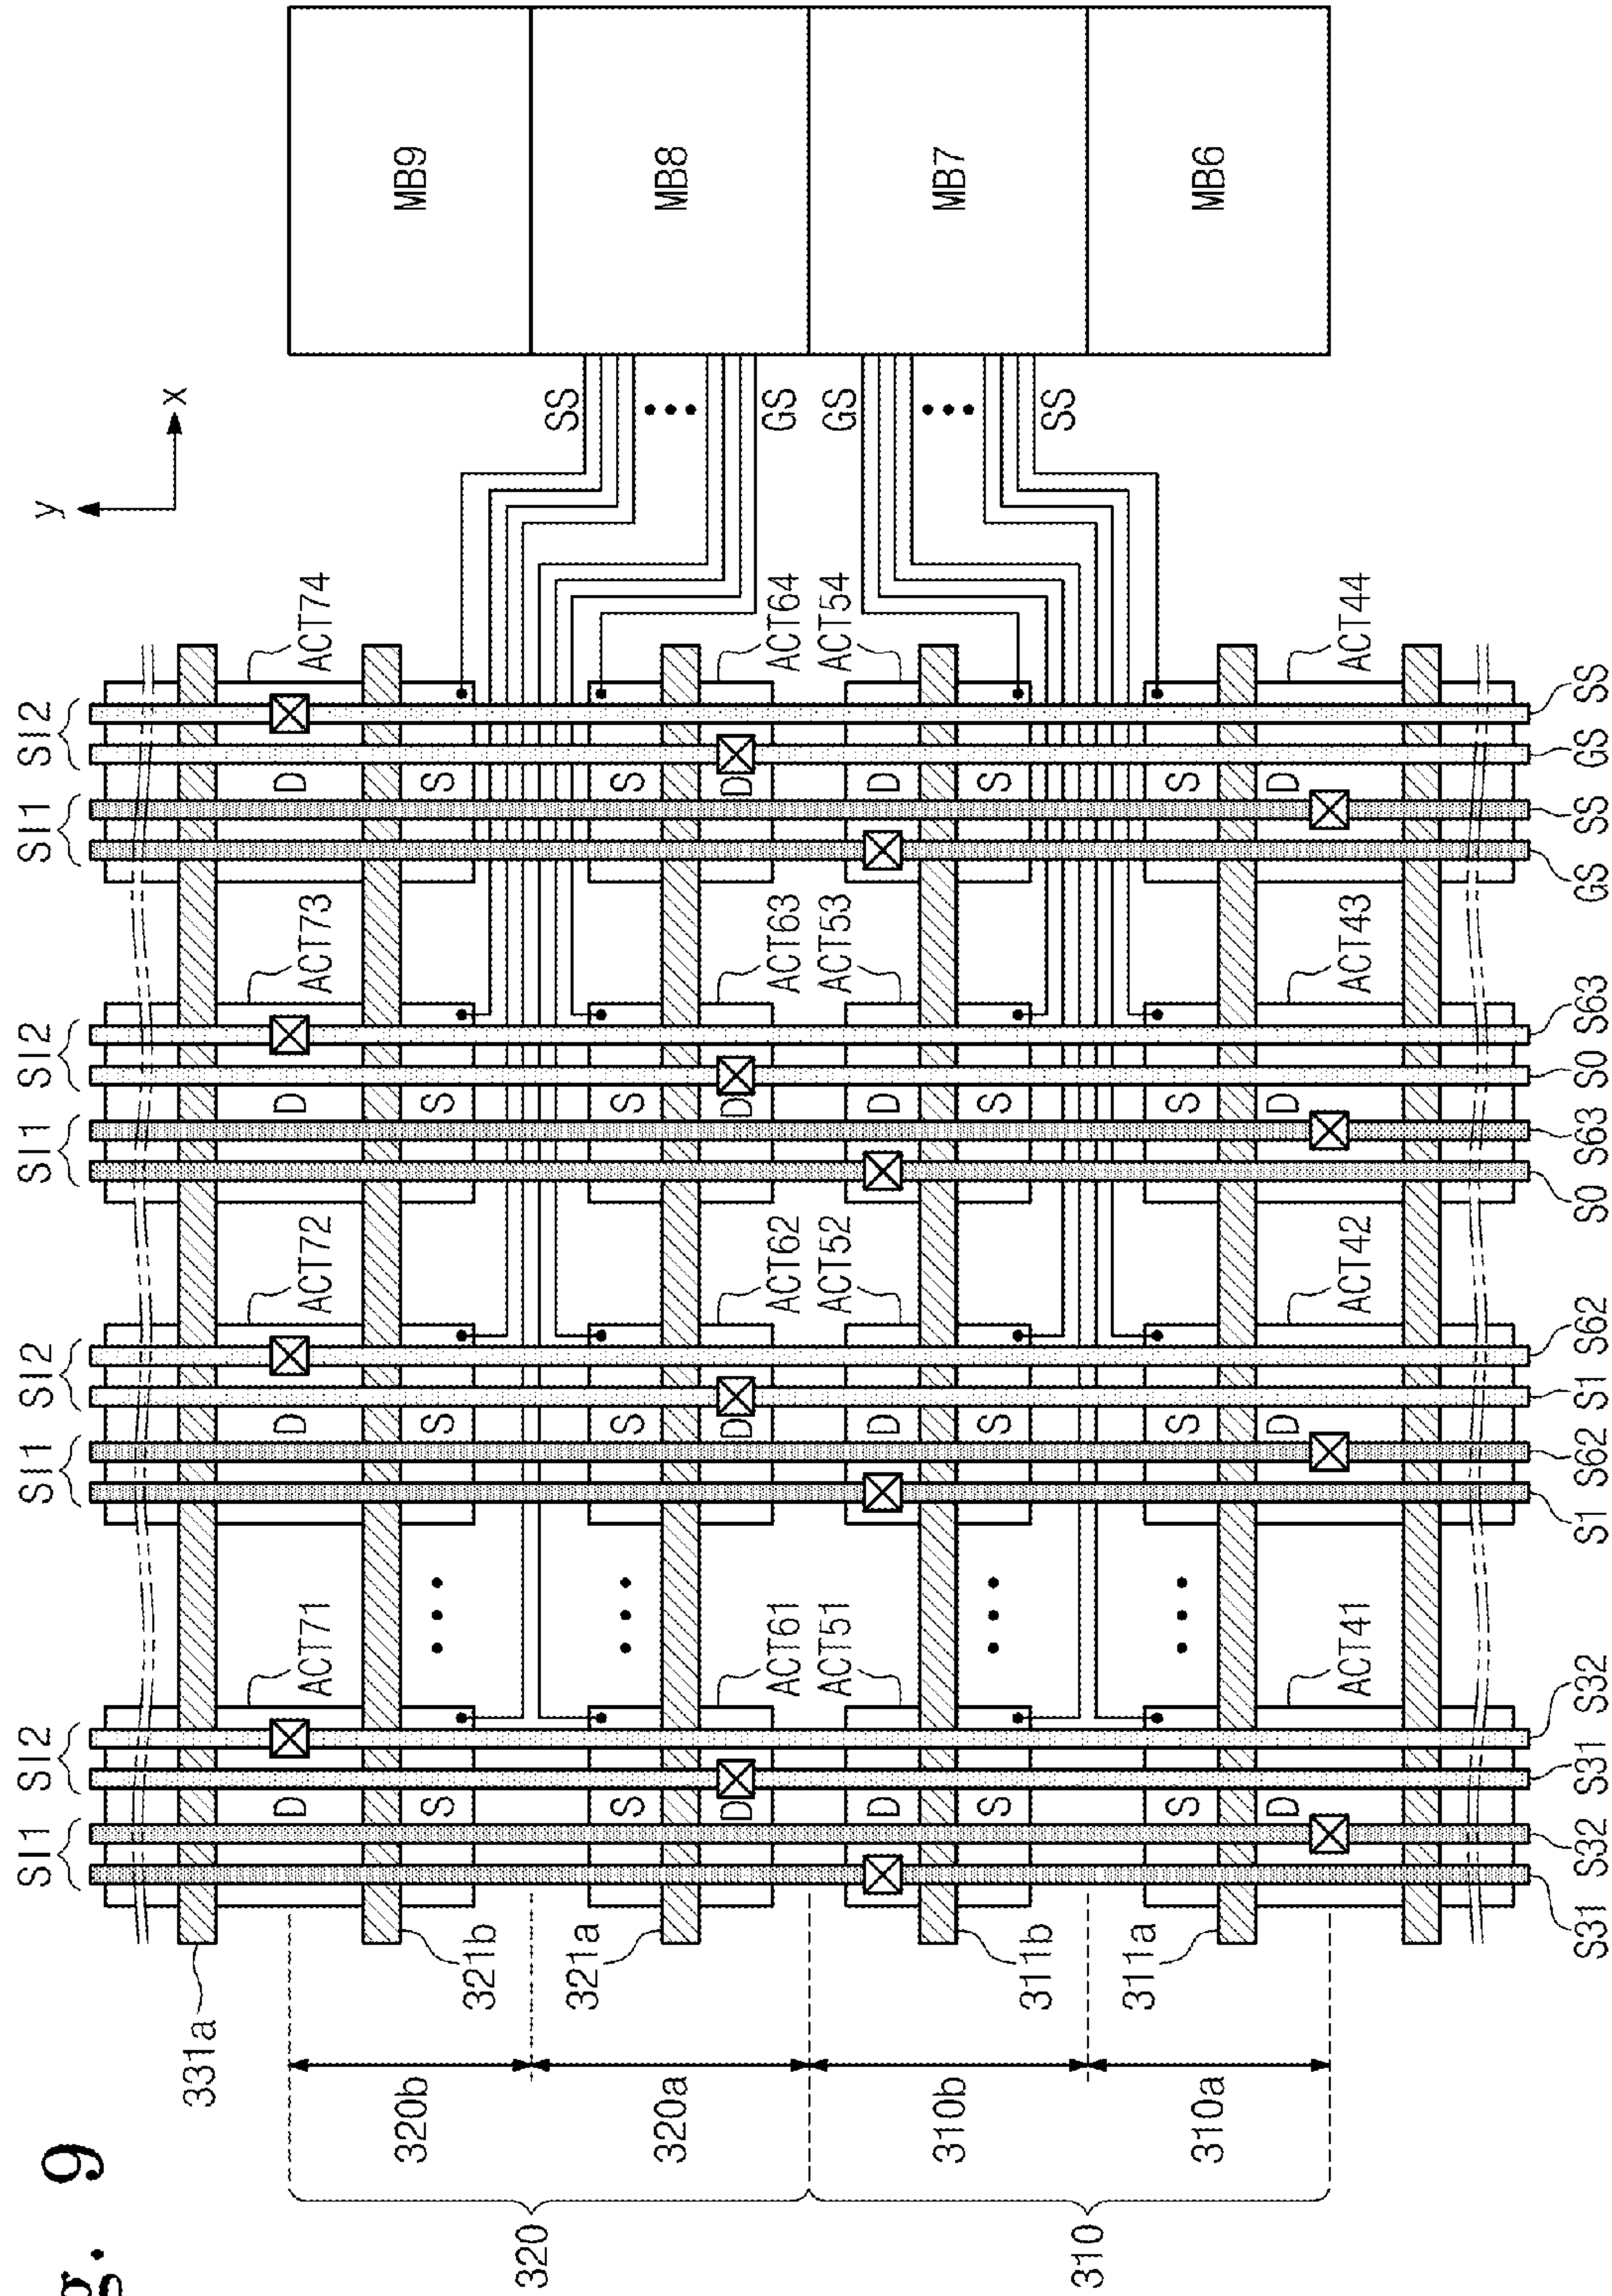 g. 9
SI1 SI2 SI1 SI2 SI1 SI2 SI1 SI2 y
x
331a
D D D D
ACT71 ACT72 ACT73 ACT74
320b MB9
S S S S
321b
320
SS
321a
S S S S
320a MB8
D D D D
ACT61 ACT62 ACT63 ACT64 GS
ACT51 ACT52 ACT53 ACT54 GS
D D D D
310b MB7
S S S S
311b SS
310
311a
S S S S
310a MB6
D D D D
ACT41 ACT42 ACT43 ACT44
S31 S32 S31 S32 S1 S62 S1 S62 S0 S63 S0 S63 GS SS GS SS